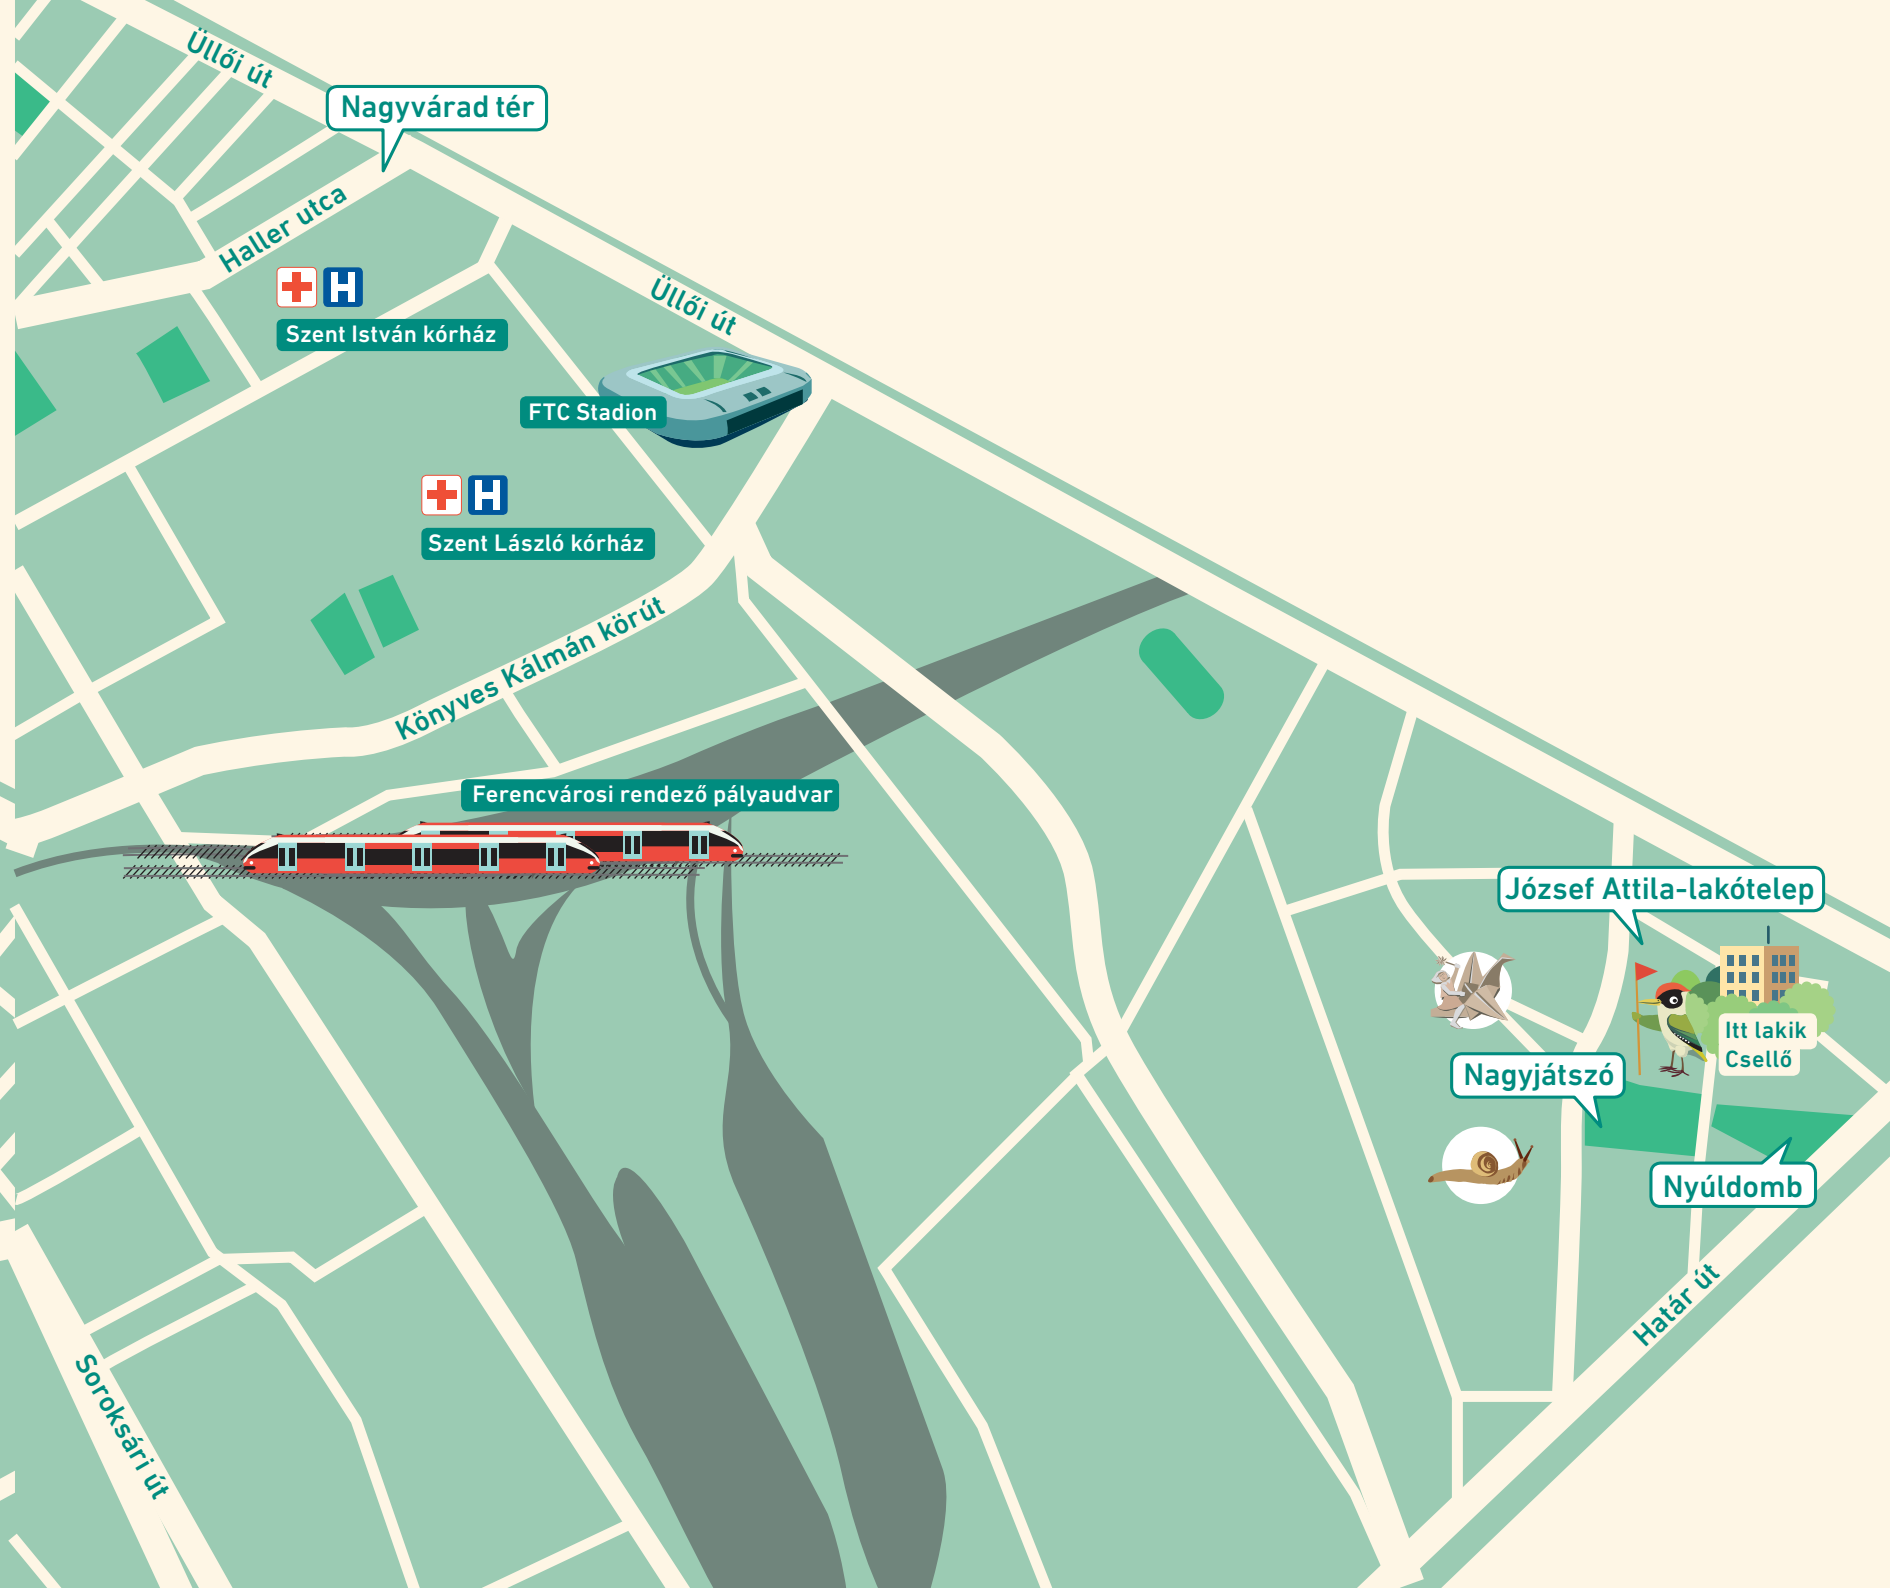 Üllői út
Nagyvárad tér
Haller utca
Szent István kórház
Üllői út
FTC Stadion
Szent László kórház
Könyves Kálmán körút
Ferencvárosi rendező pályaudvar
József Attila-lakótelep
Itt lakik
Csellő
Nagyjátszó
Nyúldomb
Határ út
Soroksári út
H
H